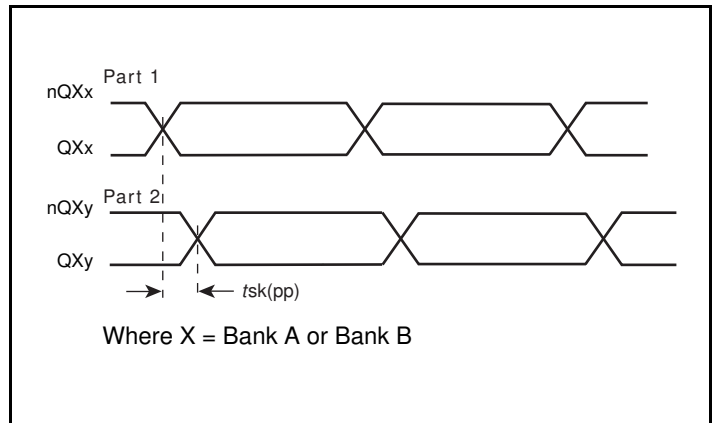 Part 1
nQXx
QXx
Part 2
nQXy
QXy
tsk(pp)
Where X = Bank A or Bank B